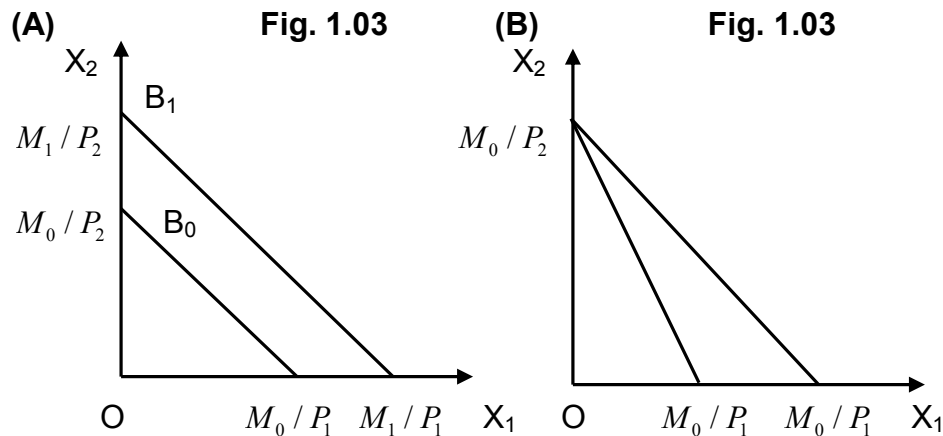 (A) Fig. 1.03
X₂
B₁
M₁ / P₂
M₀ / P₂
B₀
O
M₀ / P₁
M₁ / P₁
X₁
(B) Fig. 1.03
X₂
M₀ / P₂
O
M₀ / P₁
M₀ / P₁
X₁